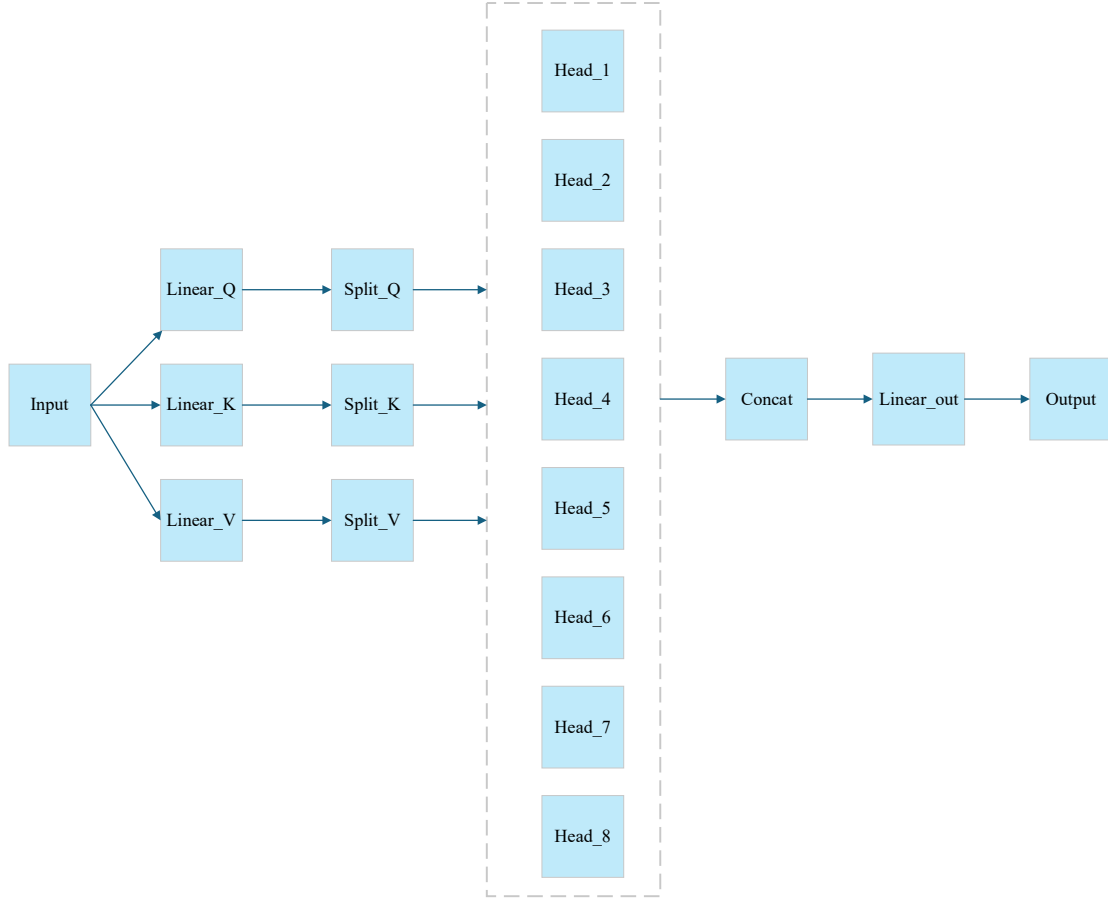 Input
Linear_Q
Linear_K
Linear_V
Split_Q
Split_K
Split_V
Head_1
Head_2
Head_3
Head_4
Head_5
Head_6
Head_7
Head_8
Concat
Linear_out
Output